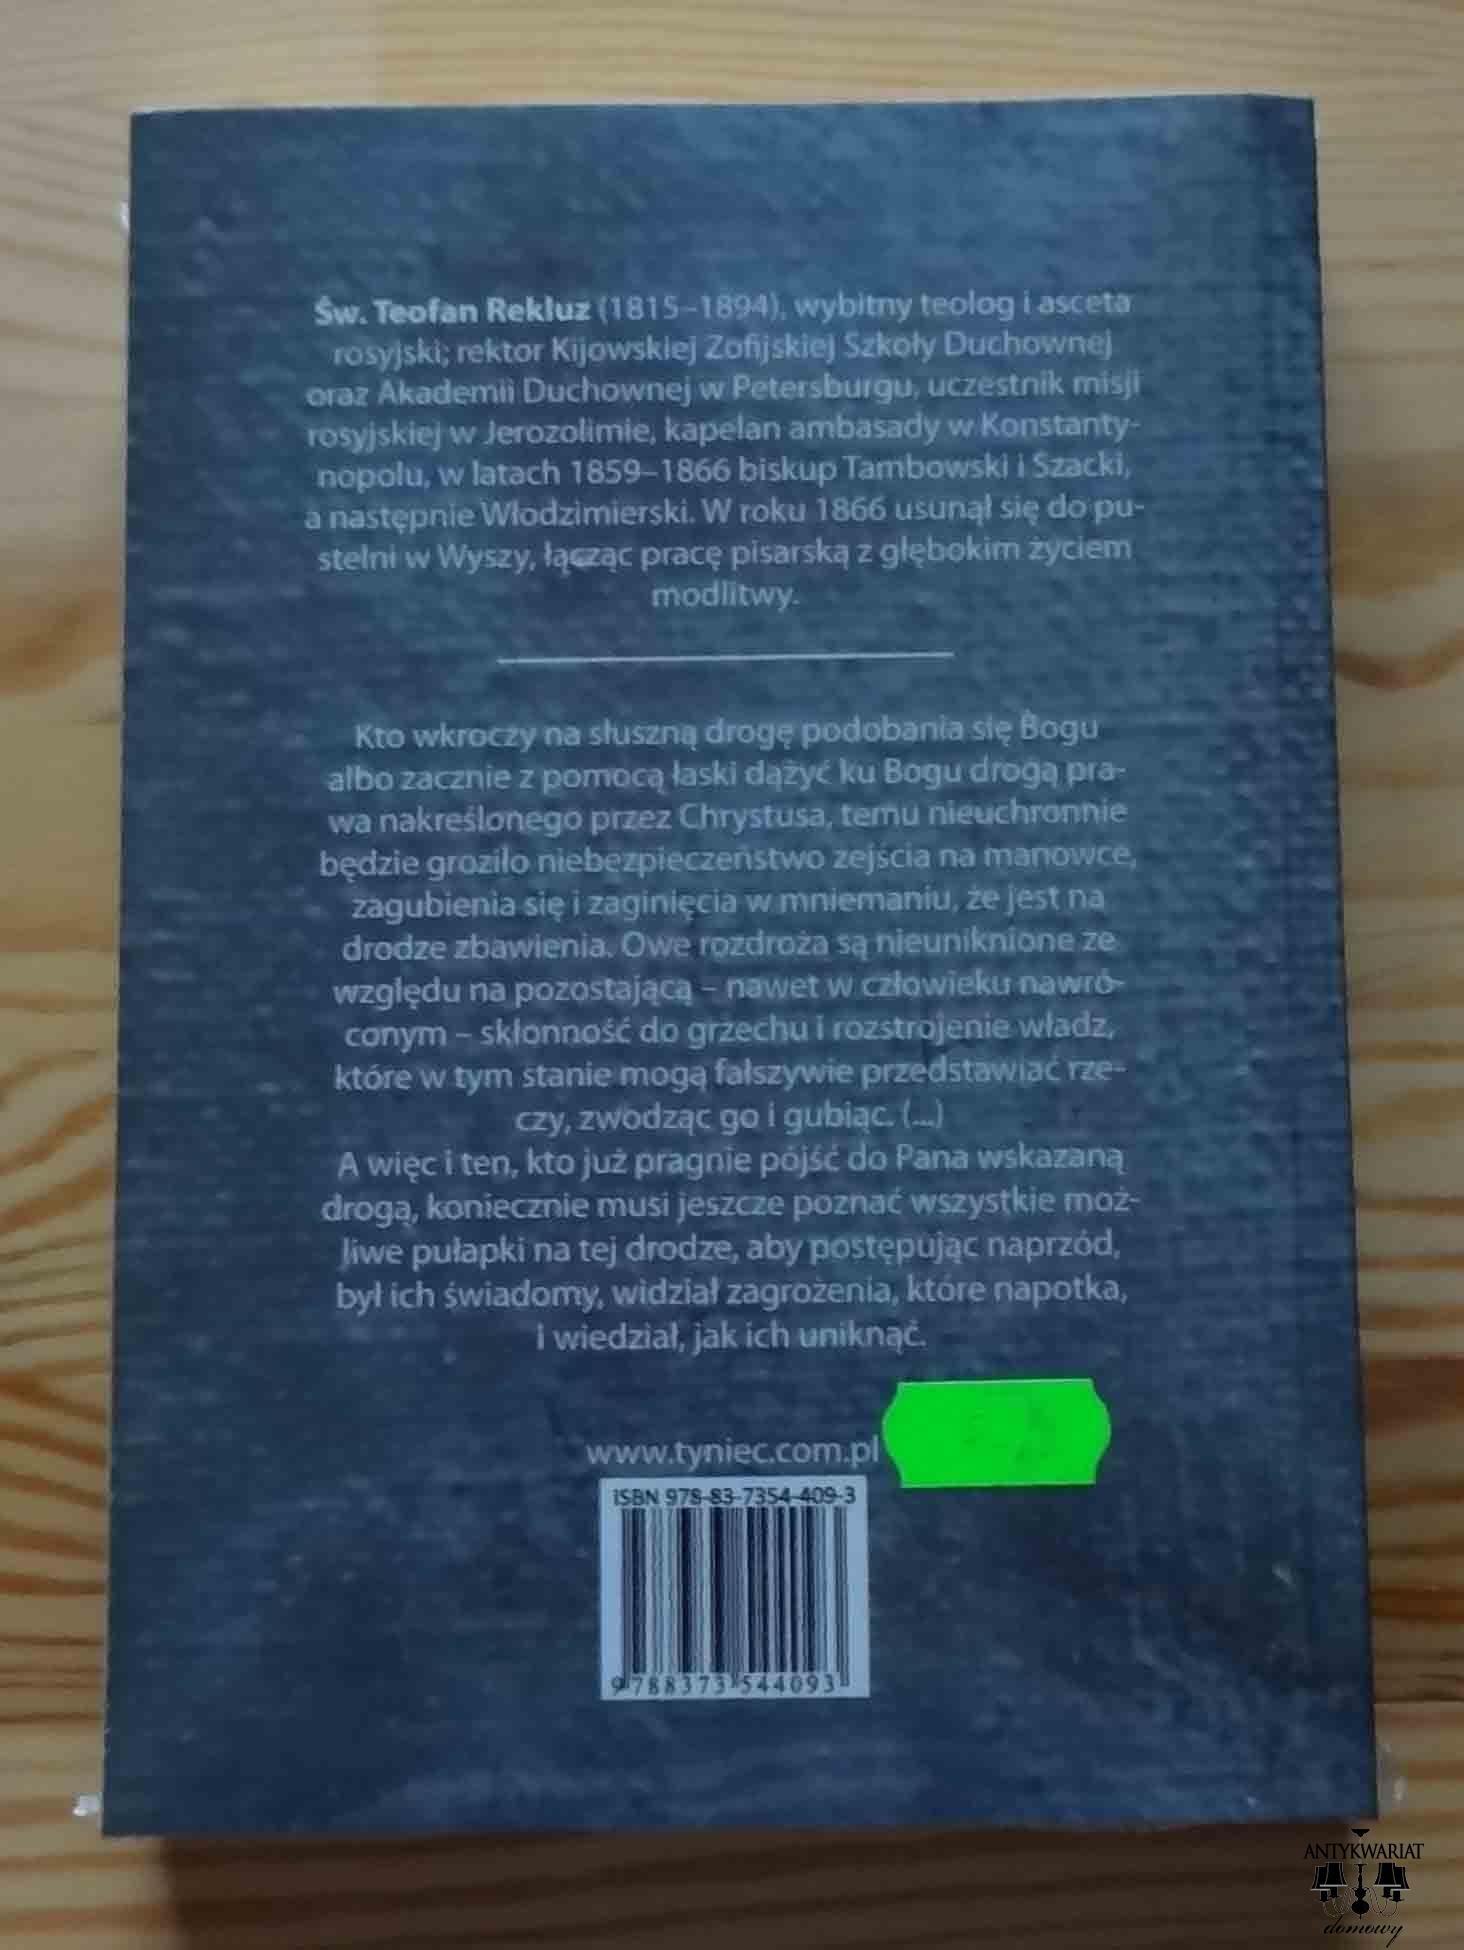 Św. Teofan Rekluz (1815–1894), wybitny teolog i asceta
rosyjski; rektor Kijowskiej Zofijskiej Szkoły Duchownej
oraz Akademii Duchownej w Petersburgu, uczestnik misji
rosyjskiej w Jerozolimie, kapelan ambasady w Konstanty-
nopolu, w latach 1859–1866 biskup Tambowski i Szacki,
a następnie Włodzimierski. W roku 1866 usunął się do pu-
stelni w Wyszy, łącząc pracę pisarską z głębokim życiem
modlitwy.
Kto wkroczy na słuszną drogę podobania się Bogu
albo zacznie z pomocą łaski dążyć ku Bogu drogą pra-
wa nakreślonego przez Chrystusa, temu nieuchronnie
będzie groziło niebezpieczeństwo zejścia na manowce,
zagubienia się i zaginięcia w mniemaniu, że jest na
drodze zbawienia. Owe rozdroża są nieuniknione ze
względu na pozostającą – nawet w człowieku nawró-
conym – skłonność do grzechu i rozstrojenie władz,
które w tym stanie mogą fałszywie przedstawiać rze-
czy, zwodząc go i gubiąc. (...)
A więc i ten, kto już pragnie pójść do Pana wskazaną
drogą, koniecznie musi jeszcze poznać wszystkie moż-
liwe pułapki na tej drodze, aby postępując naprzód,
był ich świadomy, widział zagrożenia, które napotka,
i wiedział, jak ich uniknąć.
www.tyniec.com.pl
ISBN 978-83-7354-409-3
9 788373 544093
ANTYKWARIAT
domowy